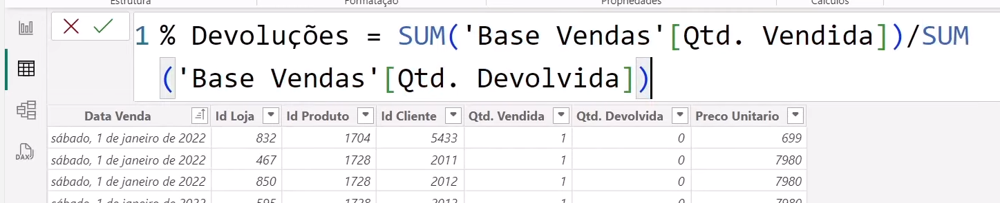 Estrutura Formatação Propriedades Cálculos
1 % Devoluções = SUM('Base Vendas'[Qtd. Vendida])/SUM
('Base Vendas'[Qtd. Devolvida])
Data Venda Id Loja Id Produto Id Cliente Qtd. Vendida Qtd. Devolvida Preco Unitario
sábado, 1 de janeiro de 2022 832 1704 5433 1 0 699
sábado, 1 de janeiro de 2022 467 1728 2011 1 0 7980
sábado, 1 de janeiro de 2022 850 1728 2012 1 0 7980
sábado, 1 de janeiro de 2022 595 1728 2012 1 0 7980
DAX